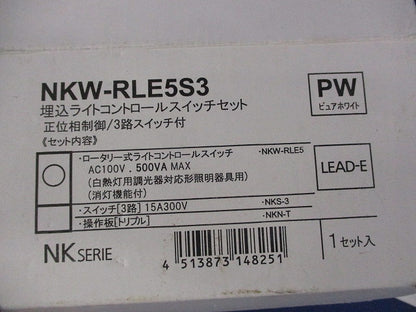 NKW-RLE5S3
PW
ピュアホワイト
埋込ライトコントロールスイッチセット
正位相制御/3路スイッチ付
《セット内容》
・ロータリー式ライトコントロールスイッチ ・NKW-RLE5
AC100V , 500VA MAX
(白熱灯用調光器対応形照明器具用)
(消灯機能付)
LEAD-E
・スイッチ[3路] 15A300V ・NKS-3
・操作板[トリプル] ・NKN-T
NK SERIE
1セット入
4 513873 148251